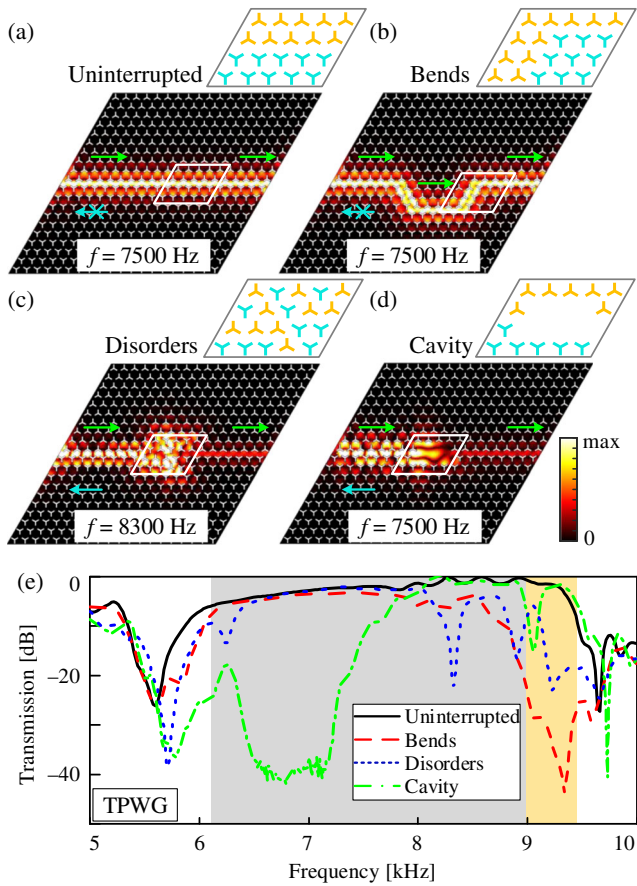 (a)
Uninterrupted
f = 7500 Hz
(b)
Bends
f = 7500 Hz
(c)
Disorders
f = 8300 Hz
(d)
Cavity
f = 7500 Hz
max
0
(e)
Transmission [dB]
0
−20
−40
Uninterrupted
Bends
Disorders
Cavity
TPWG
5 6 7 8 9 10
Frequency [kHz]